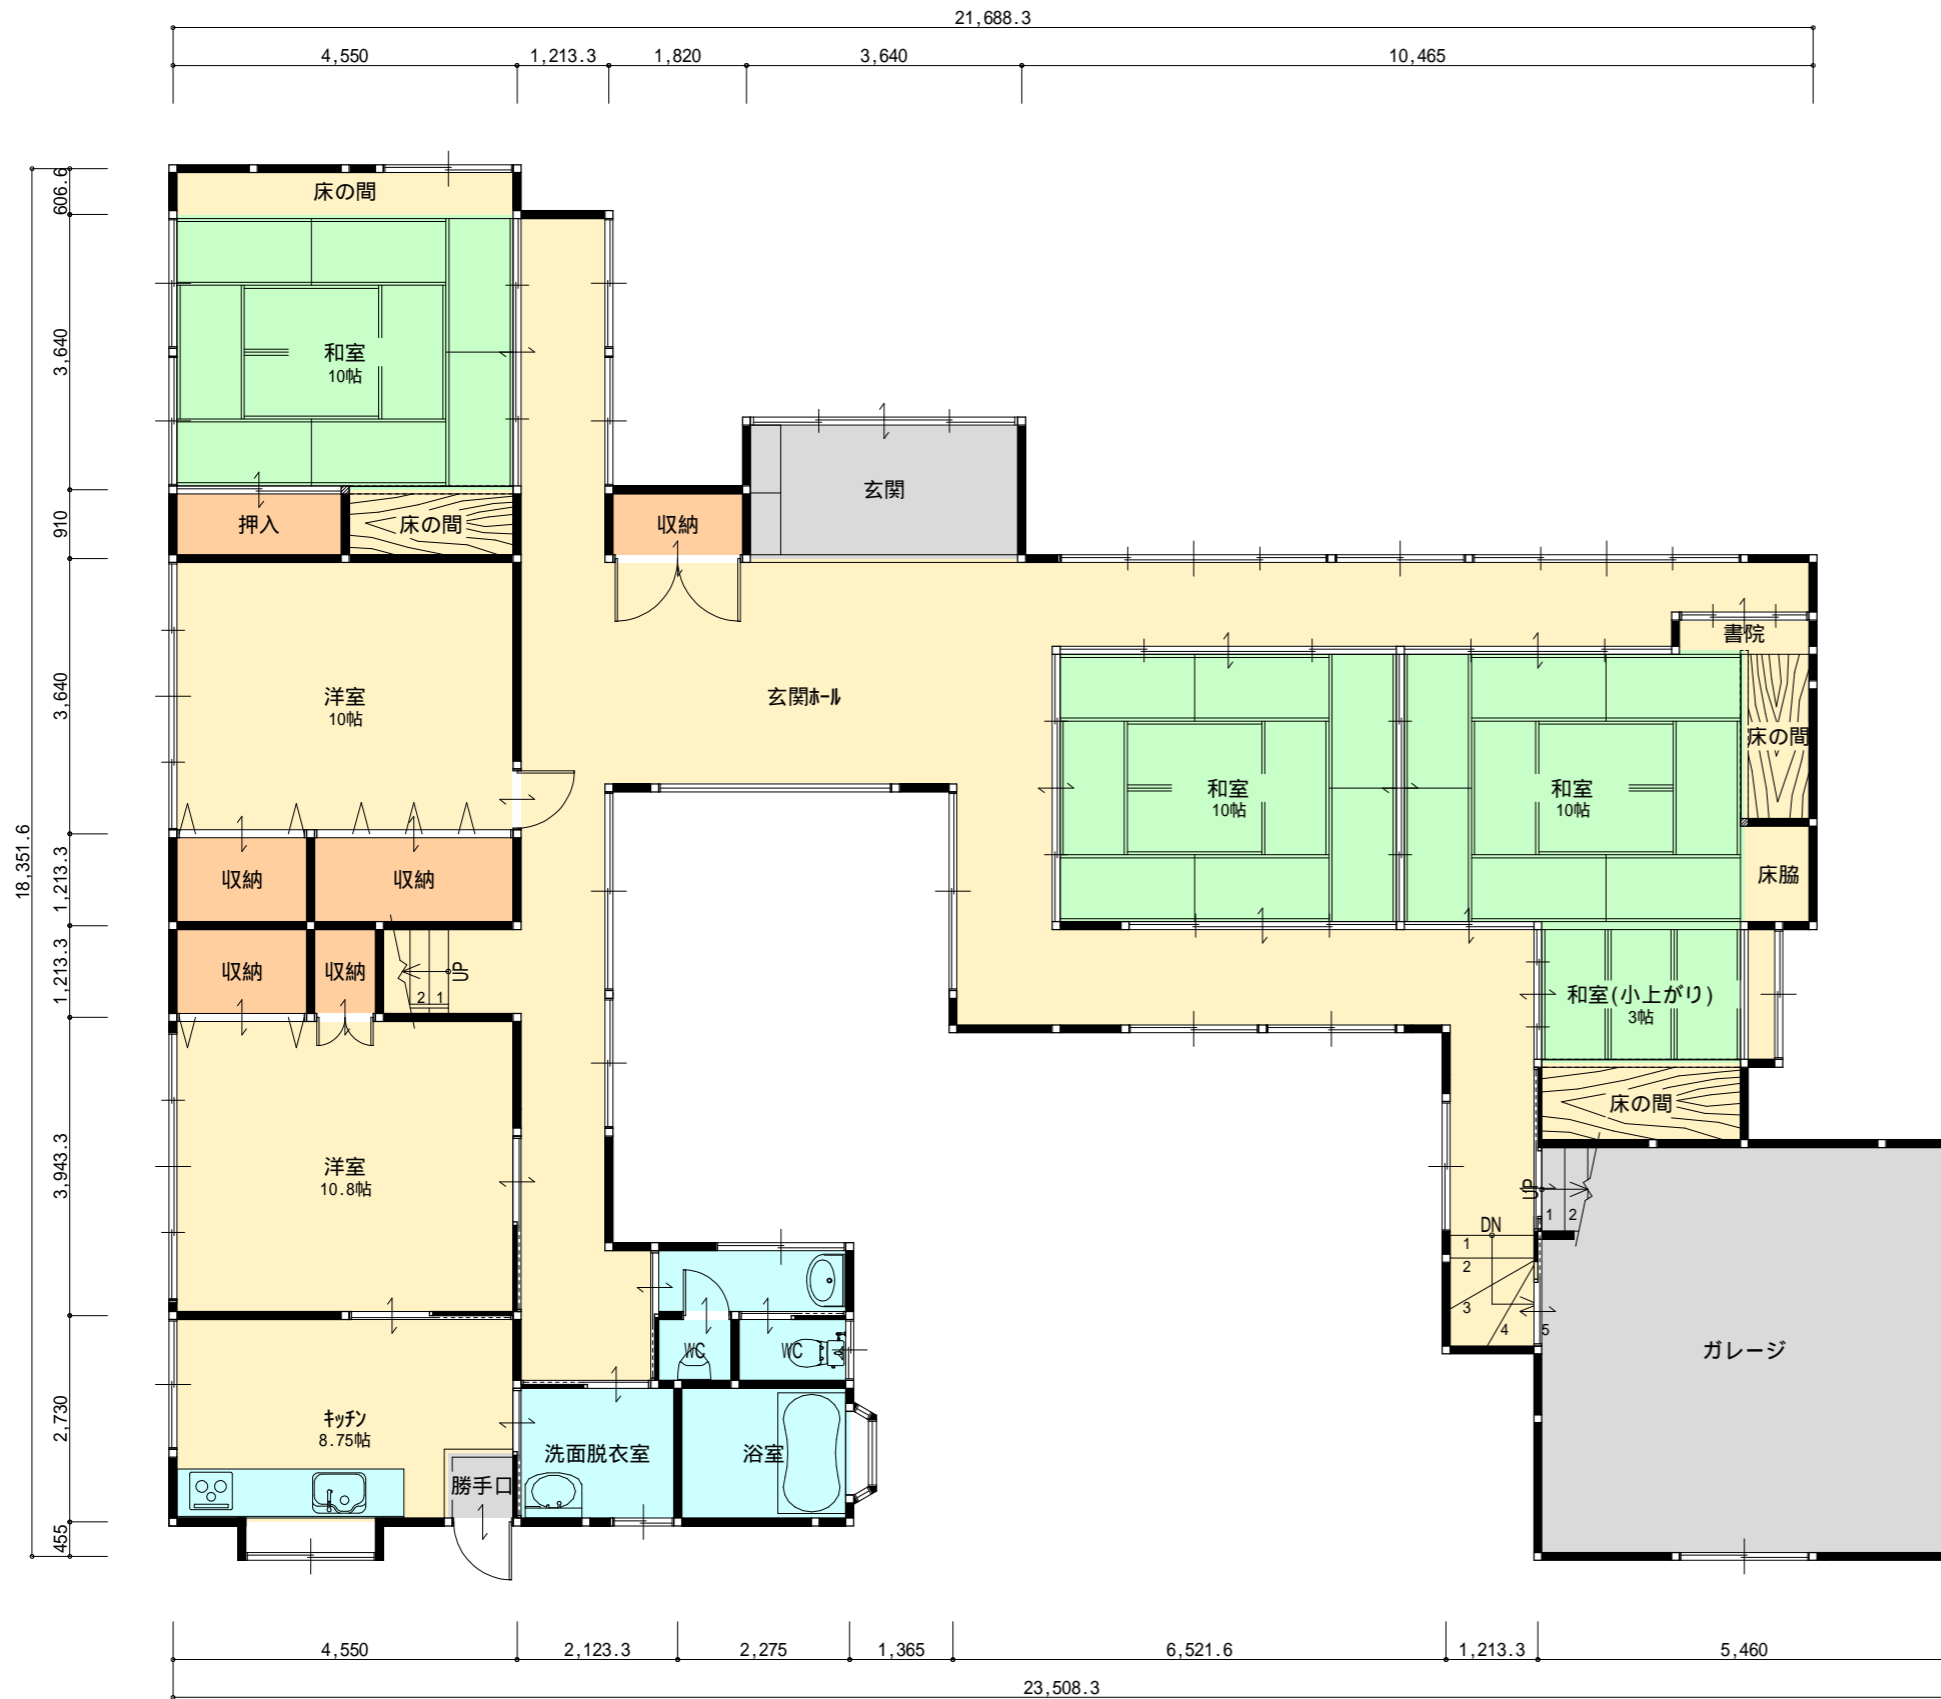 21,688.3
4,550
1,213.3
1,820
3,640
10,465
606.6
3,640
910
3,640
1,213.3
1,213.3
3,943.3
2,730
455
18,351.6
床の間
和室
10帖
押入
床の間
収納
玄関
洋室
10帖
玄関ホール
書院
床の間
和室
10帖
和室
10帖
床脇
収納
収納
収納
収納
UP
2 1
和室(小上がり)
3帖
床の間
洋室
10.8帖
UP
1 2
DN
1
2
3
4
5
ガレージ
WC
WC
キッチン
8.75帖
勝手口
洗面脱衣室
浴室
4,550
2,123.3
2,275
1,365
6,521.6
1,213.3
5,460
23,508.3